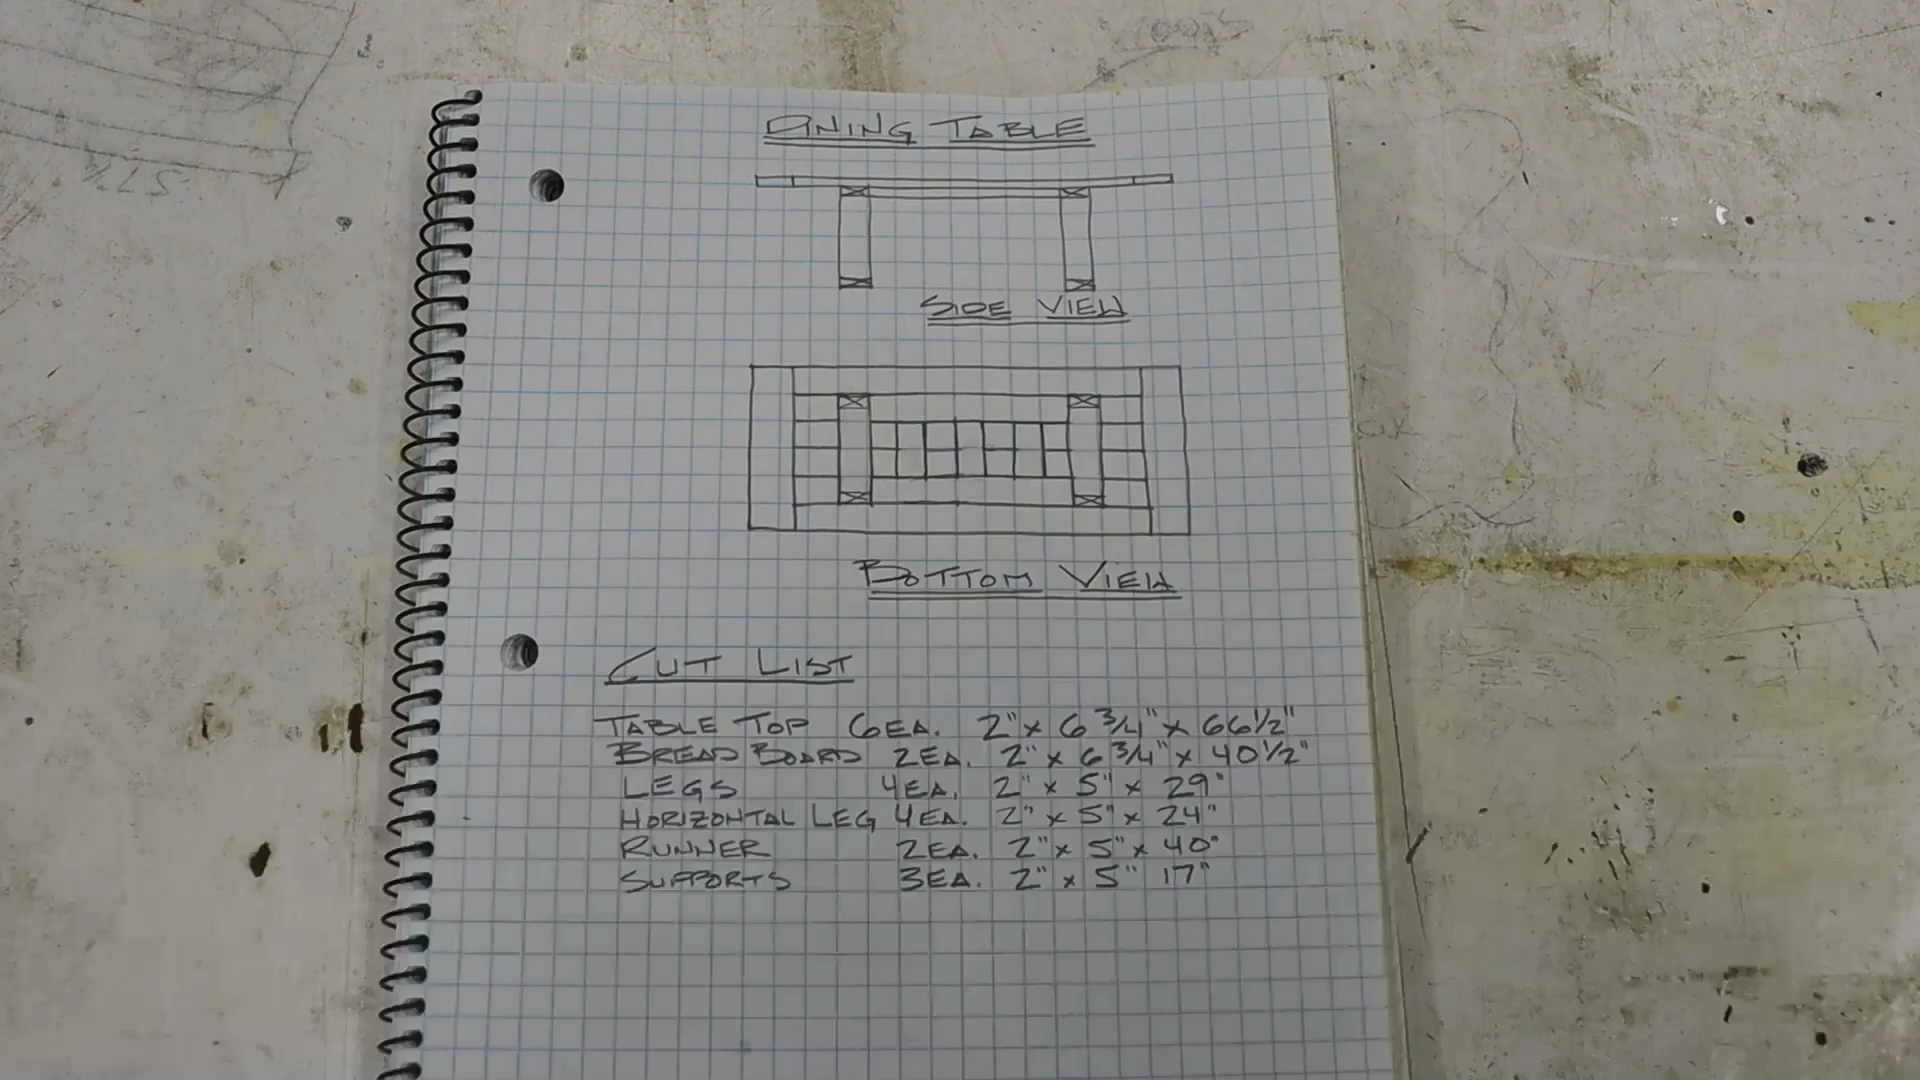 DINING TABLE
SIDE VIEW
BOTTOM VIEW
CUT LIST
TABLE TOP 6EA. 2" x 6 3/4" x 66 1/2"
BREAD BOARD 2EA. 2" x 6 3/4" x 40 1/2"
LEGS 4EA. 2" x 5" x 29"
HORIZONTAL LEG 4EA. 2" x 5" x 24"
RUNNER 2EA. 2" x 5" x 40"
SUPPORTS 3EA. 2" x 5" 17"